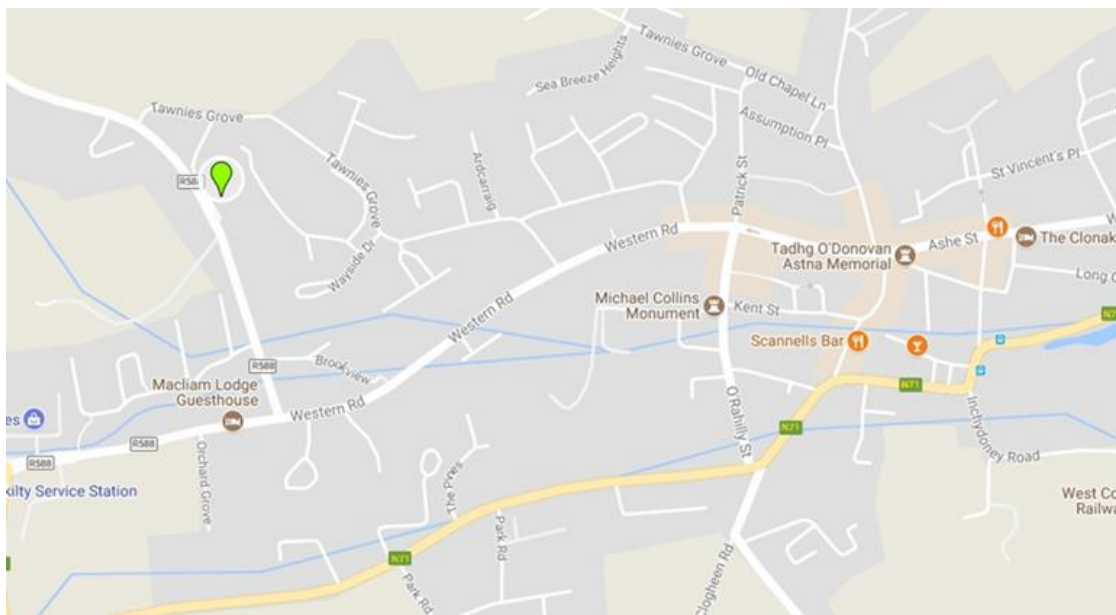 Tawnies Grove
Sea Breeze Heights
Old Chapel Ln
Assumption Pl
Tawnies Grove
St Vincent's Pl
Ardcarraig
Tawnies Grove
Patrick St
R588
Wayside Dr
Western Rd
Tadhg O'Donovan
Astna Memorial
Ashe St
The Clonak
Long
Michael Collins
Monument
Kent St
Western Rd
N71
Scannells Bar
R588
Brookview
Macliam Lodge
Guesthouse
N71
Western Rd
O'Rahilly St
Inchydoney Road
es
R588
R588
Orchard Grove
N71
kilty Service Station
The Pykes
Park Rd
West Co
Railwa
N71
Park Rd
Clogheen Rd